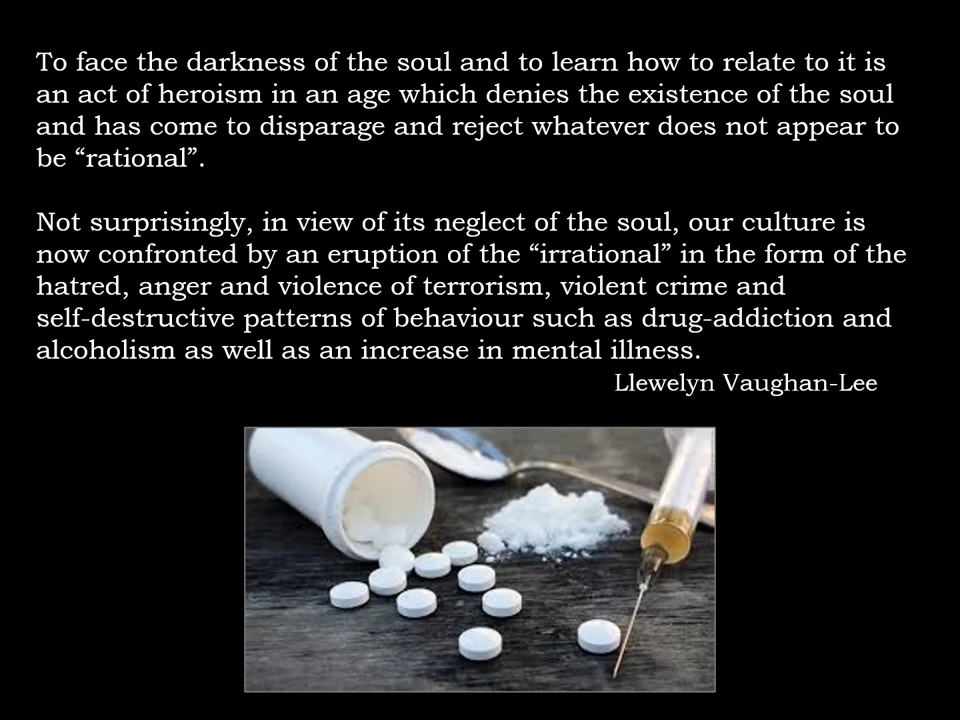 To face the darkness of the soul and to learn how to relate to it is
an act of heroism in an age which denies the existence of the soul
and has come to disparage and reject whatever does not appear to
be “rational”.
Not surprisingly, in view of its neglect of the soul, our culture is
now confronted by an eruption of the “irrational” in the form of the
hatred, anger and violence of terrorism, violent crime and
self-destructive patterns of behaviour such as drug-addiction and
alcoholism as well as an increase in mental illness.
Llewelyn Vaughan-Lee